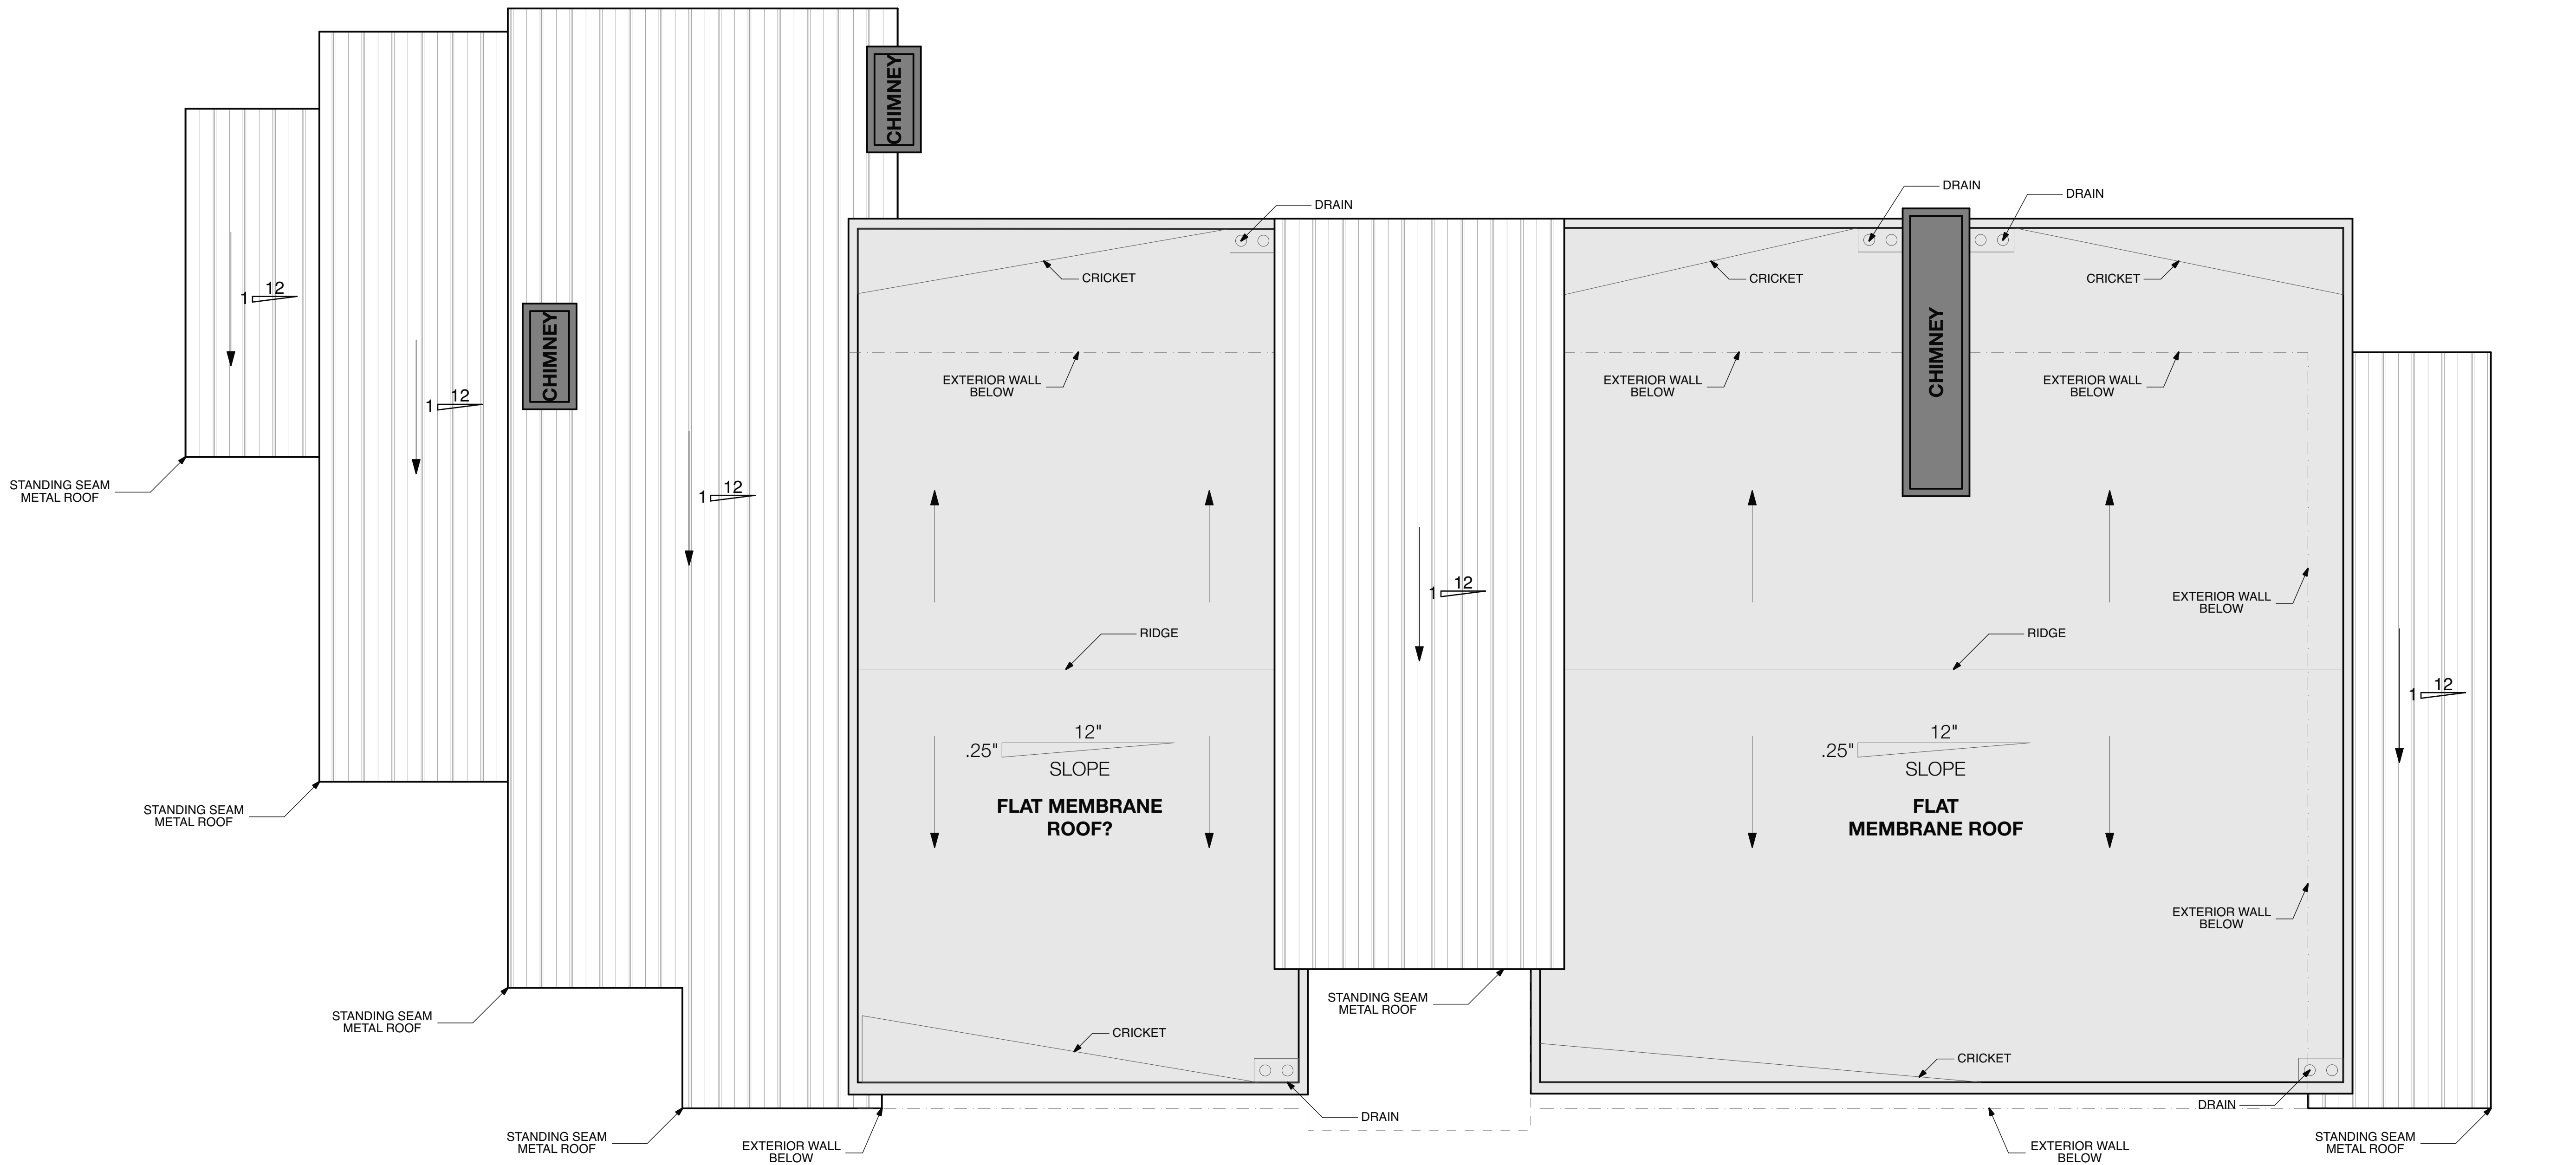 CHIMNEY
DRAIN
DRAIN
DRAIN
CRICKET
CRICKET
CRICKET
12
1
CHIMNEY
CHIMNEY
EXTERIOR WALL
BELOW
EXTERIOR WALL
BELOW
EXTERIOR WALL
BELOW
12
1
STANDING SEAM
METAL ROOF
12
1
12
1
EXTERIOR WALL
BELOW
RIDGE
RIDGE
12
1
12"
.25"
SLOPE
12"
.25"
SLOPE
FLAT MEMBRANE
ROOF?
FLAT
MEMBRANE ROOF
STANDING SEAM
METAL ROOF
EXTERIOR WALL
BELOW
STANDING SEAM
METAL ROOF
STANDING SEAM
METAL ROOF
CRICKET
CRICKET
DRAIN
DRAIN
STANDING SEAM
METAL ROOF
EXTERIOR WALL
BELOW
EXTERIOR WALL
BELOW
STANDING SEAM
METAL ROOF